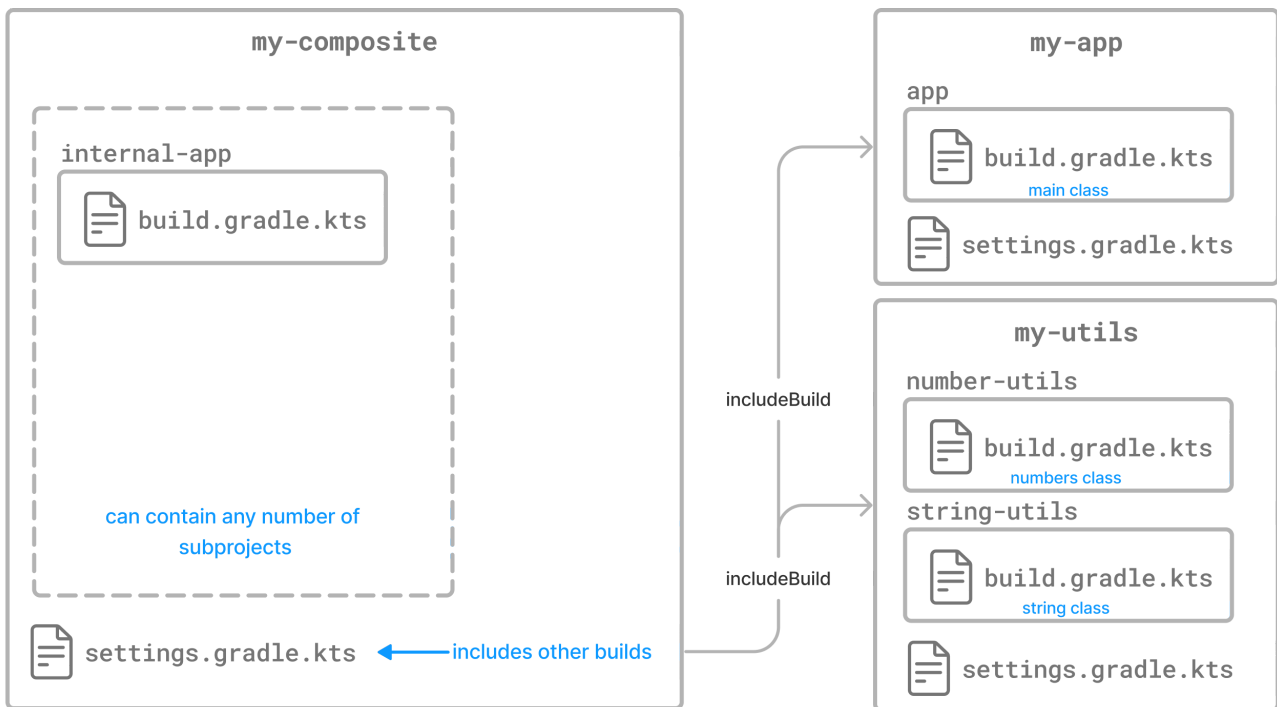 my-composite
internal-app
build.gradle.kts
can contain any number of
subprojects
settings.gradle.kts
includes other builds
includeBuild
includeBuild
my-app
app
build.gradle.kts
main class
settings.gradle.kts
my-utils
number-utils
build.gradle.kts
numbers class
string-utils
build.gradle.kts
string class
settings.gradle.kts